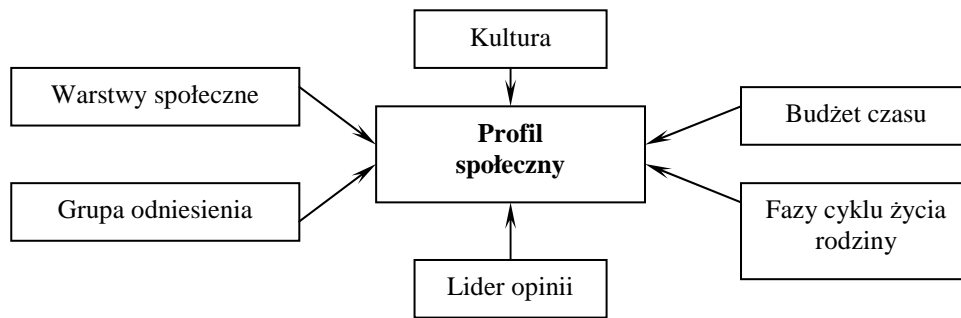 Kultura
Warstwy społeczne
Budżet czasu
Profil
społeczny
Grupa odniesienia
Fazy cyklu życia
rodziny
Lider opinii